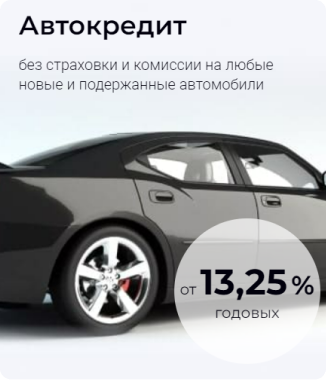 Автокредит
без страховки и комиссии на любые
новые и подержанные автомобили
от 13,25 %
годовых